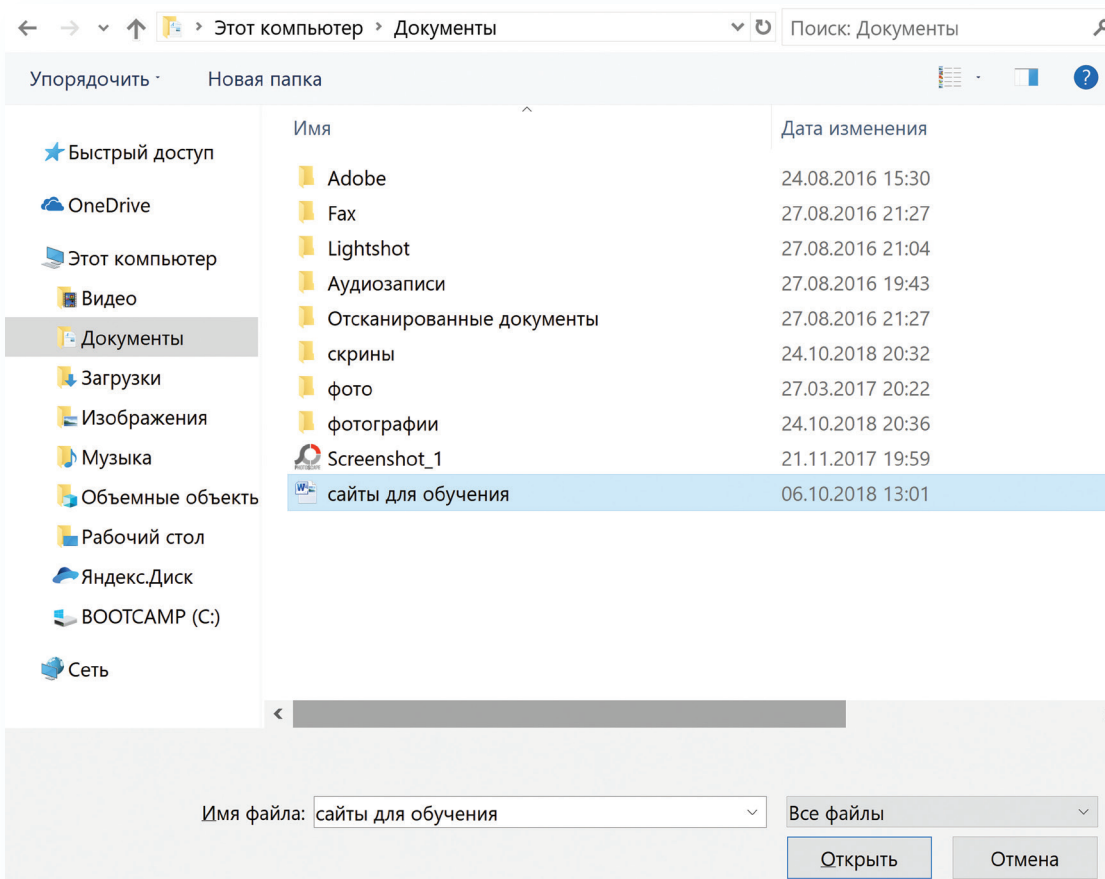 Этот компьютер > Документы
Поиск: Документы
Упорядочить Новая папка
Имя Дата изменения
Быстрый доступ
OneDrive
Этот компьютер
Видео
Документы
Загрузки
Изображения
Музыка
Объемные объекть
Рабочий стол
Яндекс.Диск
BOOTCAMP (C:)
Сеть
Adobe 24.08.2016 15:30
Fax 27.08.2016 21:27
Lightshot 27.08.2016 21:04
Аудиозаписи 27.08.2016 19:43
Отсканированные документы 27.08.2016 21:27
скрины 24.10.2018 20:32
фото 27.03.2017 20:22
фотографии 24.10.2018 20:36
Screenshot_1 21.11.2017 19:59
сайты для обучения 06.10.2018 13:01
Имя файла: сайты для обучения
Все файлы
Открыть Отмена